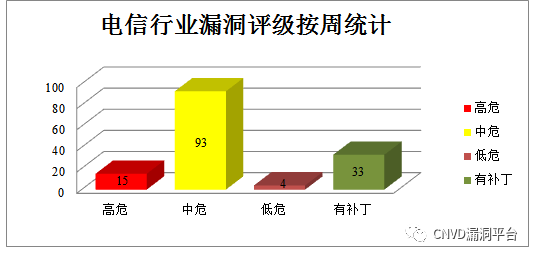 电信行业漏洞评级按周统计
100
80
60
40
20
0
15
93
4
33
高危
中危
低危
有补丁
高危
中危
低危
有补丁
CNVD漏洞平台